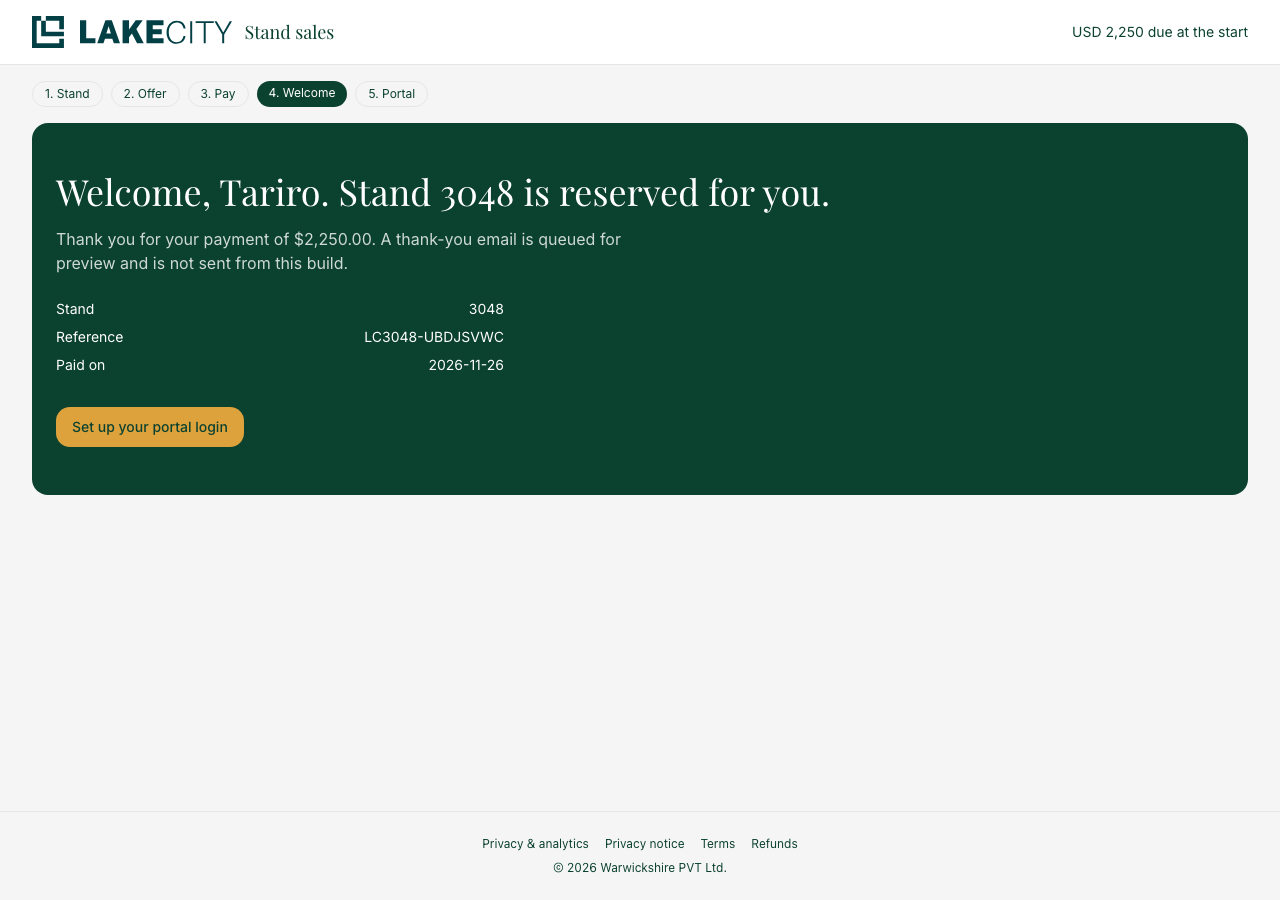 LAKECITY Stand sales
USD 2,250 due at the start
1. Stand 2. Offer 3. Pay 4. Welcome 5. Portal
Welcome, Tariro. Stand 3048 is reserved for you.
Thank you for your payment of $2,250.00. A thank-you email is queued for
preview and is not sent from this build.
Stand 3048
Reference LC3048-UBDJSVWC
Paid on 2026-11-26
Set up your portal login
Privacy & analytics Privacy notice Terms Refunds
© 2026 Warwickshire PVT Ltd.